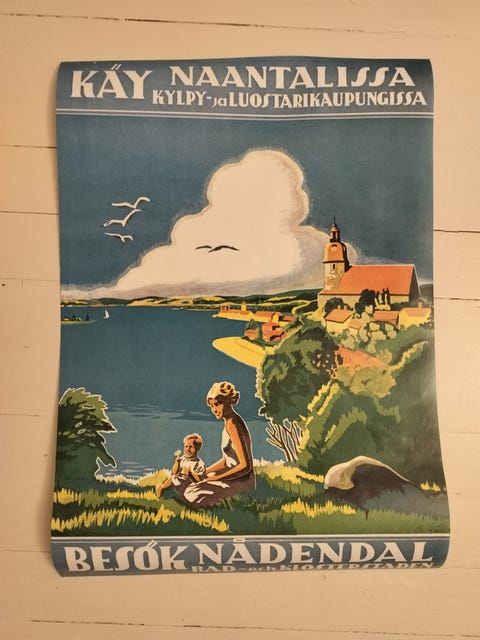 KÄY NAANTALISSA
KYLPY-ja LUOSTARIKAUPUNGISSA
BESÖK NÅDENDAL
BAD-och KLOSTERSTADEN